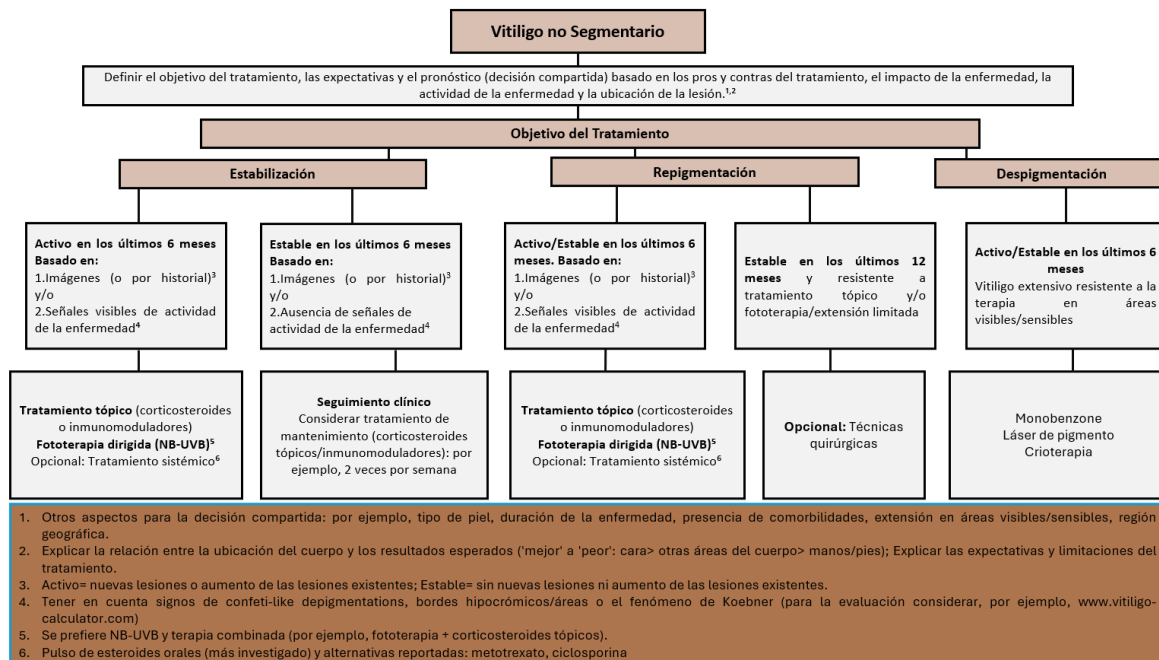 Vitiligo no Segmentario
Definir el objetivo del tratamiento, las expectativas y el pronóstico (decisión compartida) basado en los pros y contras del tratamiento, el impacto de la enfermedad, la
actividad de la enfermedad y la ubicación de la lesión.¹,²
Objetivo del Tratamiento
Estabilización
Repigmentación
Despigmentación
Activo en los últimos 6 meses
Basado en:
1.Imágenes (o por historial)³
y/o
2.Señales visibles de actividad
de la enfermedad⁴
Estable en los últimos 6 meses
Basado en:
1.Imágenes (o por historial)³
y/o
2.Ausencia de señales de
actividad de la enfermedad⁴
Activo/Estable en los últimos 6
meses. Basado en:
1.Imágenes (o por historial)³
y/o
2.Señales visibles de actividad
de la enfermedad⁴
Estable en los últimos 12
meses y resistente a
tratamiento tópico y/o
fototerapia/extensión limitada
Activo/Estable en los últimos 6
meses
Vitiligo extensivo resistente a la
terapia en áreas
visibles/sensibles
Tratamiento tópico (corticosteroides
o inmunomoduladores)
Fototerapia dirigida (NB-UVB)⁵
Opcional: Tratamiento sistémico⁶
Seguimiento clínico
Considerar tratamiento de
mantenimiento (corticosteroides
tópicos/inmunomoduladores): por
ejemplo, 2 veces por semana
Tratamiento tópico (corticosteroides
o inmunomoduladores)
Fototerapia dirigida (NB-UVB)⁵
Opcional: Tratamiento sistémico⁶
Opcional: Técnicas
quirúrgicas
Monobenzone
Láser de pigmento
Crioterapia
1. Otros aspectos para la decisión compartida: por ejemplo, tipo de piel, duración de la enfermedad, presencia de comorbilidades, extensión en áreas visibles/sensibles, región
geográfica.
2. Explicar la relación entre la ubicación del cuerpo y los resultados esperados ('mejor' a 'peor': cara> otras áreas del cuerpo> manos/pies); Explicar las expectativas y limitaciones del
tratamiento.
3. Activo= nuevas lesiones o aumento de las lesiones existentes; Estable= sin nuevas lesiones ni aumento de las lesiones existentes.
4. Tener en cuenta signos de confeti-like depigmentations, bordes hipocrómicos/áreas o el fenómeno de Koebner (para la evaluación considerar, por ejemplo, www.vitiligo-
calculator.com)
5. Se prefiere NB-UVB y terapia combinada (por ejemplo, fototerapia + corticosteroides tópicos).
6. Pulso de esteroides orales (más investigado) y alternativas reportadas: metotrexato, ciclosporina